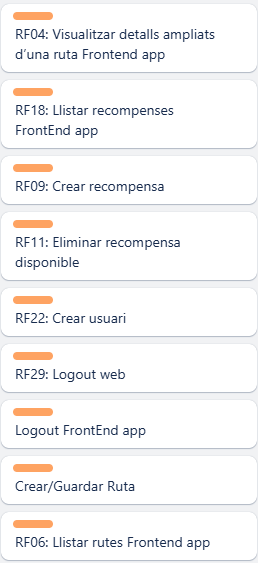 RF04: Visualitzar detalls ampliats
d’una ruta Frontend app
RF18: Llistar recompenses
FrontEnd app
RF09: Crear recompensa
RF11: Eliminar recompensa
disponible
RF22: Crear usuari
RF29: Logout web
Logout FrontEnd app
Crear/Guardar Ruta
RF06: Llistar rutes Frontend app